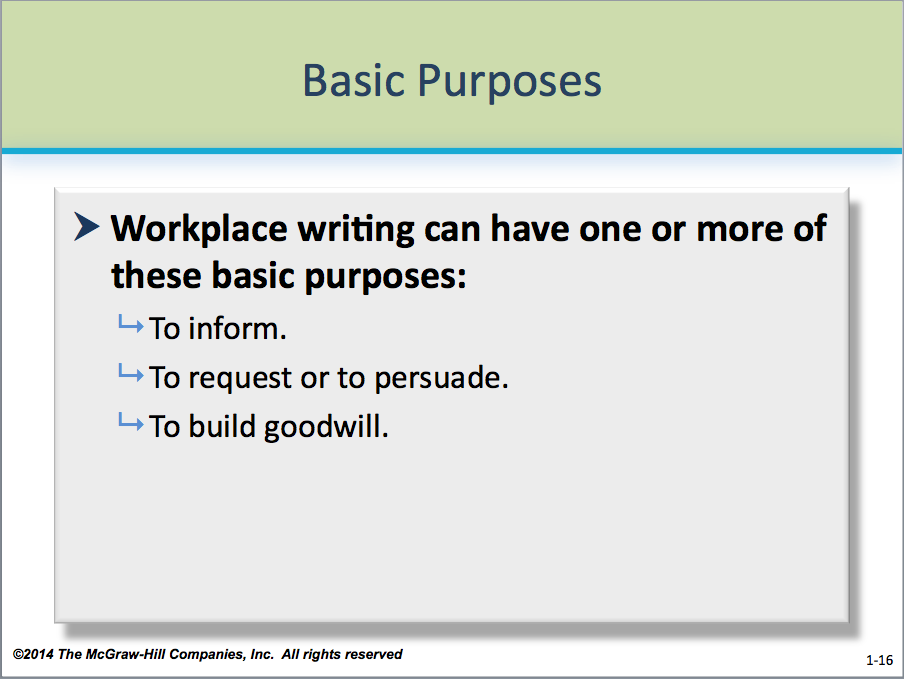 Basic Purposes
Workplace writing can have one or more of
these basic purposes:
To inform.
To request or to persuade.
To build goodwill.
©2014 The McGraw-Hill Companies, Inc. All rights reserved
1-16